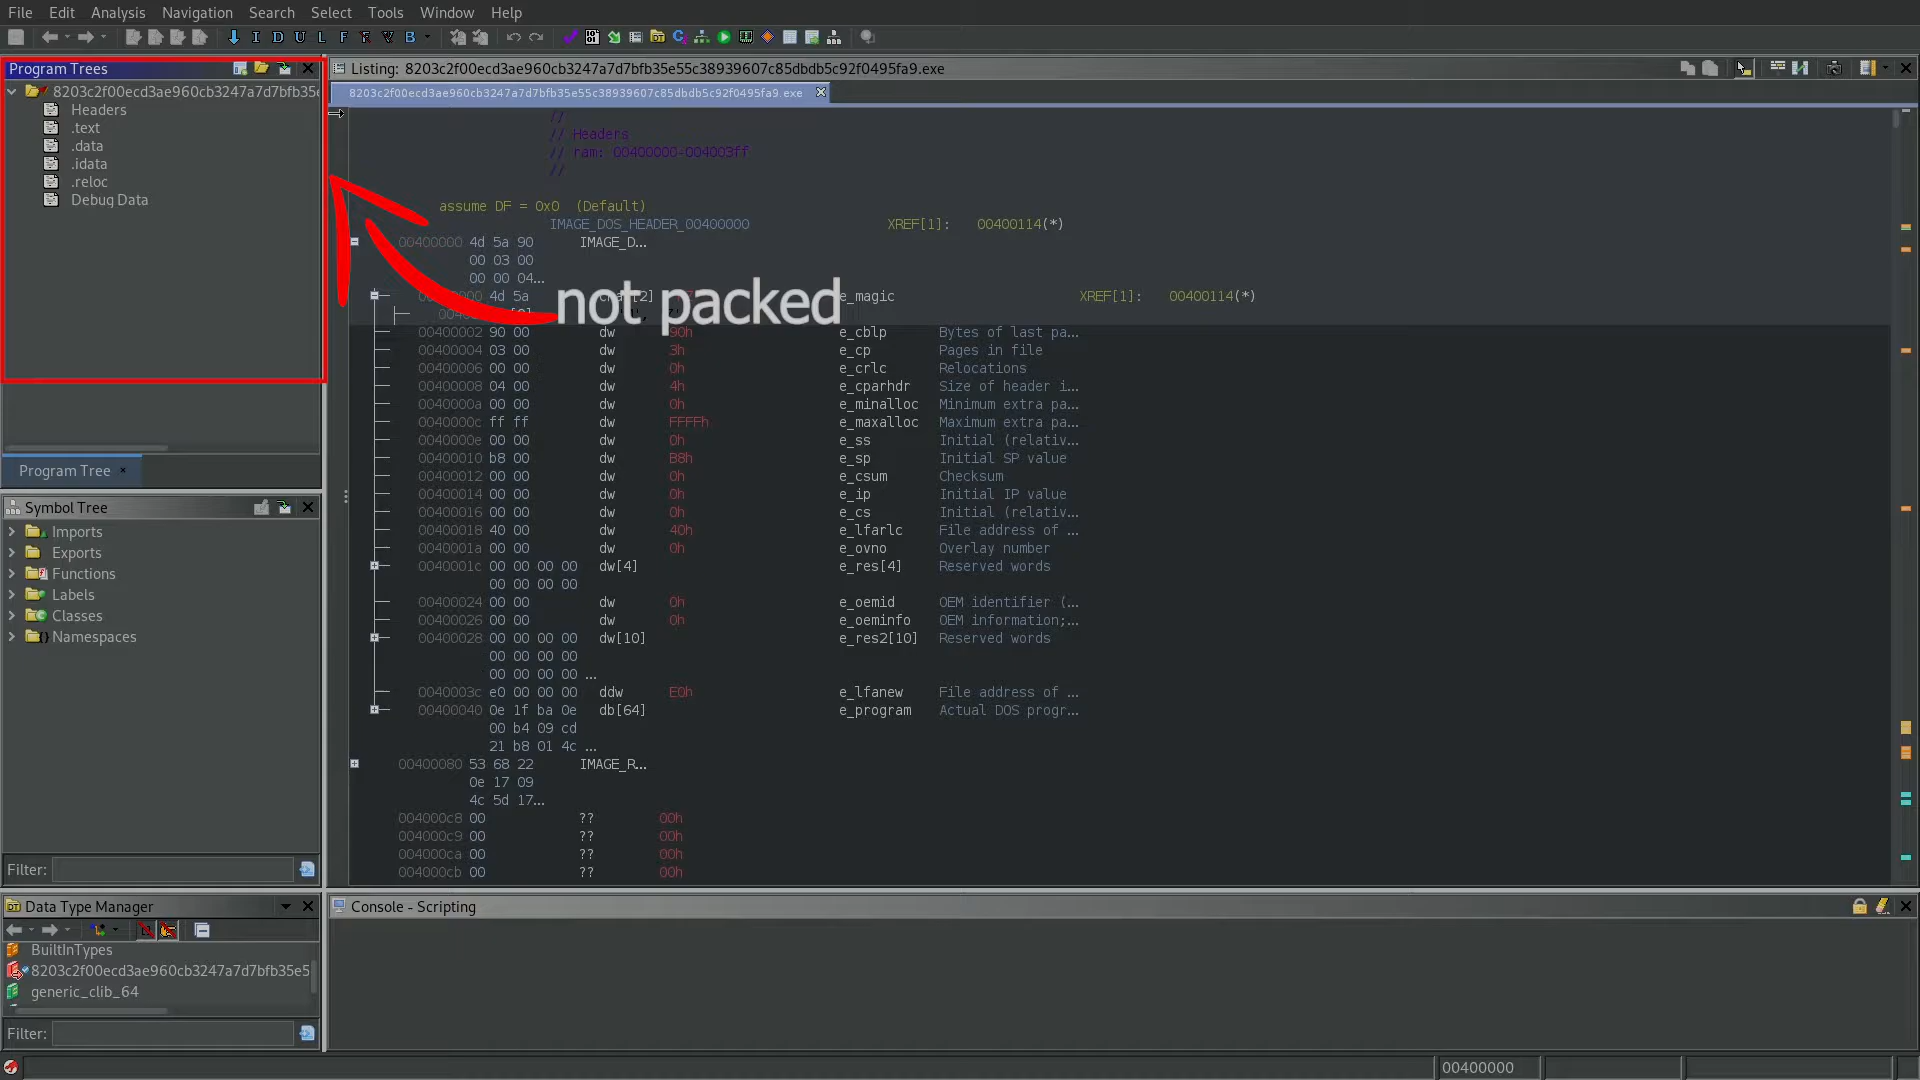 File Edit Analysis Navigation Search Select Tools Window Help
I D U L F F V B
Program Trees
8203c2f00ecd3ae960cb3247a7d7bfb35e
Headers
.text
.data
.idata
.reloc
Debug Data
Program Tree ×
Symbol Tree
Imports
Exports
Functions
Labels
Classes
Namespaces
Filter:
Data Type Manager
BuiltInTypes
8203c2f00ecd3ae960cb3247a7d7bfb35e5
generic_clib_64
Filter:
Listing: 8203c2f00ecd3ae960cb3247a7d7bfb35e55c38939607c85dbdb5c92f0495fa9.exe
8203c2f00ecd3ae960cb3247a7d7bfb35e55c38939607c85dbdb5c92f0495fa9.exe
//
// Headers
// ram: 00400000-004003ff
//
assume DF = 0x0 (Default)
IMAGE_DOS_HEADER_00400000 XREF[1]: 00400114(*)
00400000 4d 5a 90 IMAGE_D...
00 03 00
00 00 04...
4d 5a e_magic XREF[1]: 00400114(*)
not packed
00400002 90 00 dw 90h e_cblp Bytes of last pa...
00400004 03 00 dw 3h e_cp Pages in file
00400006 00 00 dw 0h e_crlc Relocations
00400008 04 00 dw 4h e_cparhdr Size of header i...
0040000a 00 00 dw 0h e_minalloc Minimum extra pa...
0040000c ff ff dw FFFFh e_maxalloc Maximum extra pa...
0040000e 00 00 dw 0h e_ss Initial (relativ...
00400010 b8 00 dw B8h e_sp Initial SP value
00400012 00 00 dw 0h e_csum Checksum
00400014 00 00 dw 0h e_ip Initial IP value
00400016 00 00 dw 0h e_cs Initial (relativ...
00400018 40 00 dw 40h e_lfarlc File address of ...
0040001a 00 00 dw 0h e_ovno Overlay number
0040001c 00 00 00 00 dw[4] e_res[4] Reserved words
00 00 00 00
00400024 00 00 dw 0h e_oemid OEM identifier (...
00400026 00 00 dw 0h e_oeminfo OEM information;...
00400028 00 00 00 00 dw[10] e_res2[10] Reserved words
00 00 00 00
00 00 00 00 ...
0040003c e0 00 00 00 ddw E0h e_lfanew File address of ...
00400040 0e 1f ba 0e db[64] e_program Actual DOS progr...
00 b4 09 cd
21 b8 01 4c ...
00400080 53 68 22 IMAGE_R...
0e 17 09
4c 5d 17...
004000c8 00 ?? 00h
004000c9 00 ?? 00h
004000ca 00 ?? 00h
004000cb 00 ?? 00h
Console - Scripting
00400000